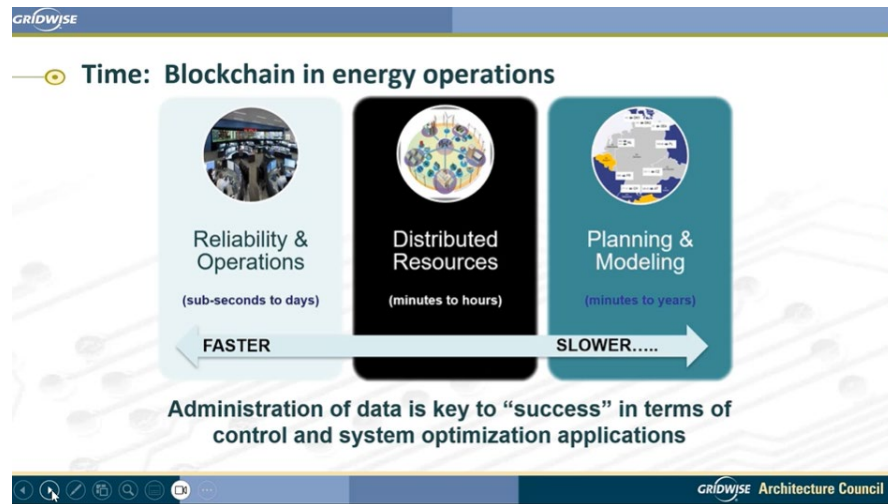 GRIDWISE
Time: Blockchain in energy operations
Reliability &
Operations
(sub-seconds to days)
Distributed
Resources
(minutes to hours)
Planning &
Modeling
(minutes to years)
FASTER
SLOWER.....
Administration of data is key to “success” in terms of
control and system optimization applications
GRIDWISE Architecture Council